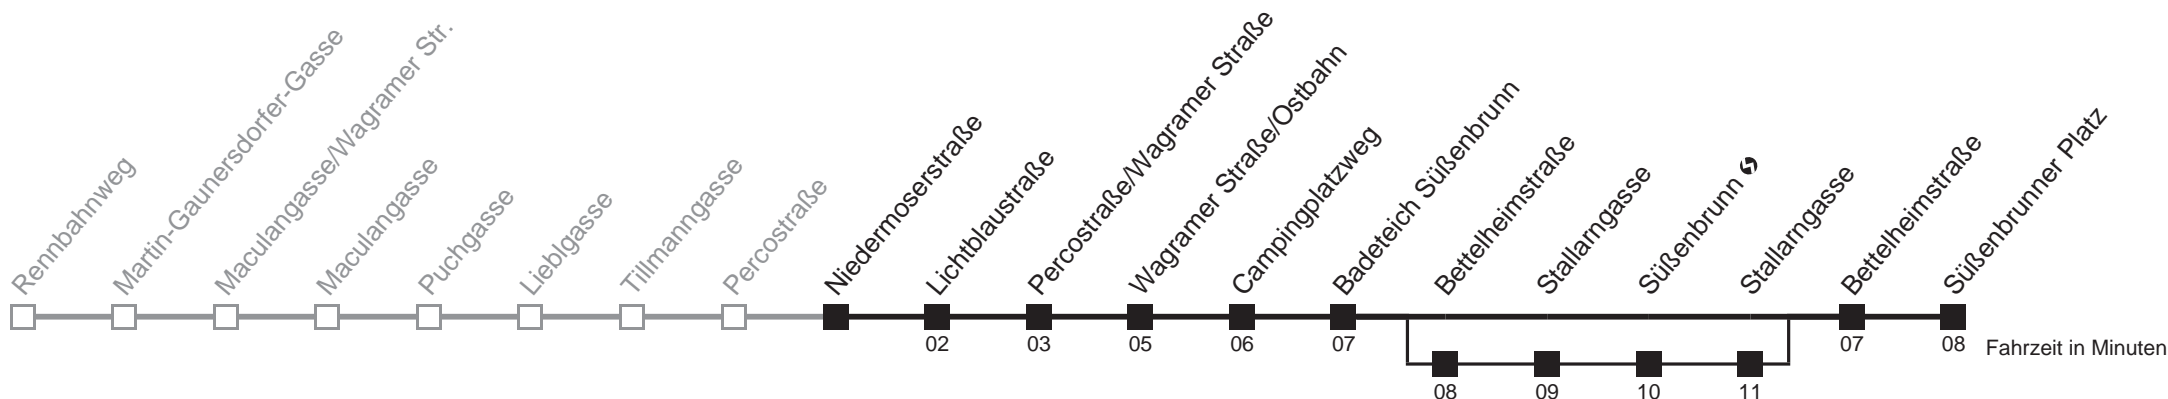 Rennbahnweg
Martin-Gaunersdorfer-Gasse
Maculangasse/Wagramer Str.
Maculangasse
Puchgasse
Lieblgasse
Tillmanngasse
Percostraße
Niedermoserstraße
Lichtblaustraße
Percostraße/Wagramer Straße
Wagramer Straße/Ostbahn
Campingplatzweg
Badeteich Süßenbrunn
Bettelheimstraße
Stallarngasse
Süßenbrunn
Stallarngasse
Bettelheimstraße
Süßenbrunner Platz
02 03 05 06 07 07 08 Fahrzeit in Minuten
08 09 10 11